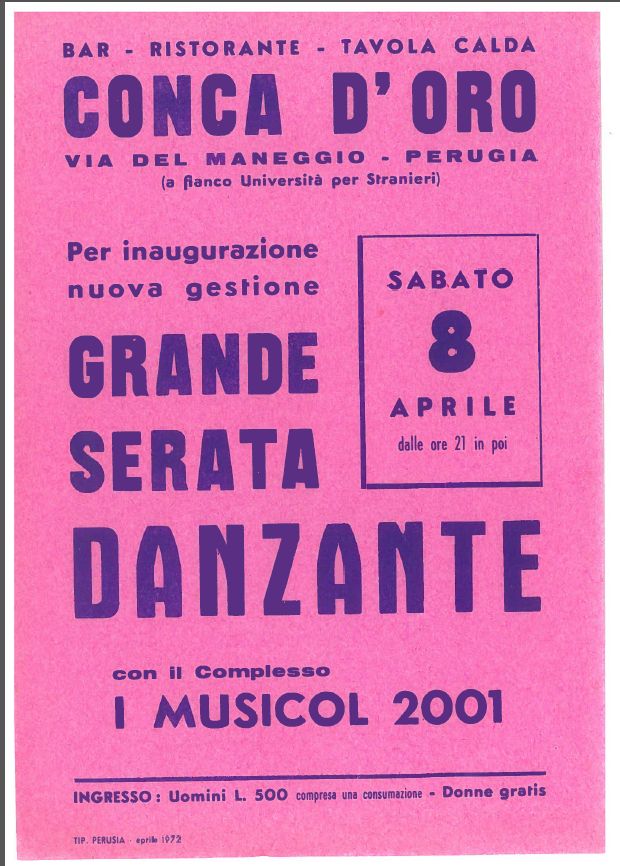 BAR - RISTORANTE - TAVOLA CALDA
CONCA D'ORO
VIA DEL MANEGGIO - PERUGIA
(a fianco Università per Stranieri)
Per inaugurazione
nuova gestione
GRANDE
SERATA
DANZANTE
SABATO
8
APRILE
dalle ore 21 in poi
con il Complesso
I MUSICOL 2001
INGRESSO : Uomini L. 500 compresa una consumazione - Donne gratis
TIP. PERUSIA - aprile 1972